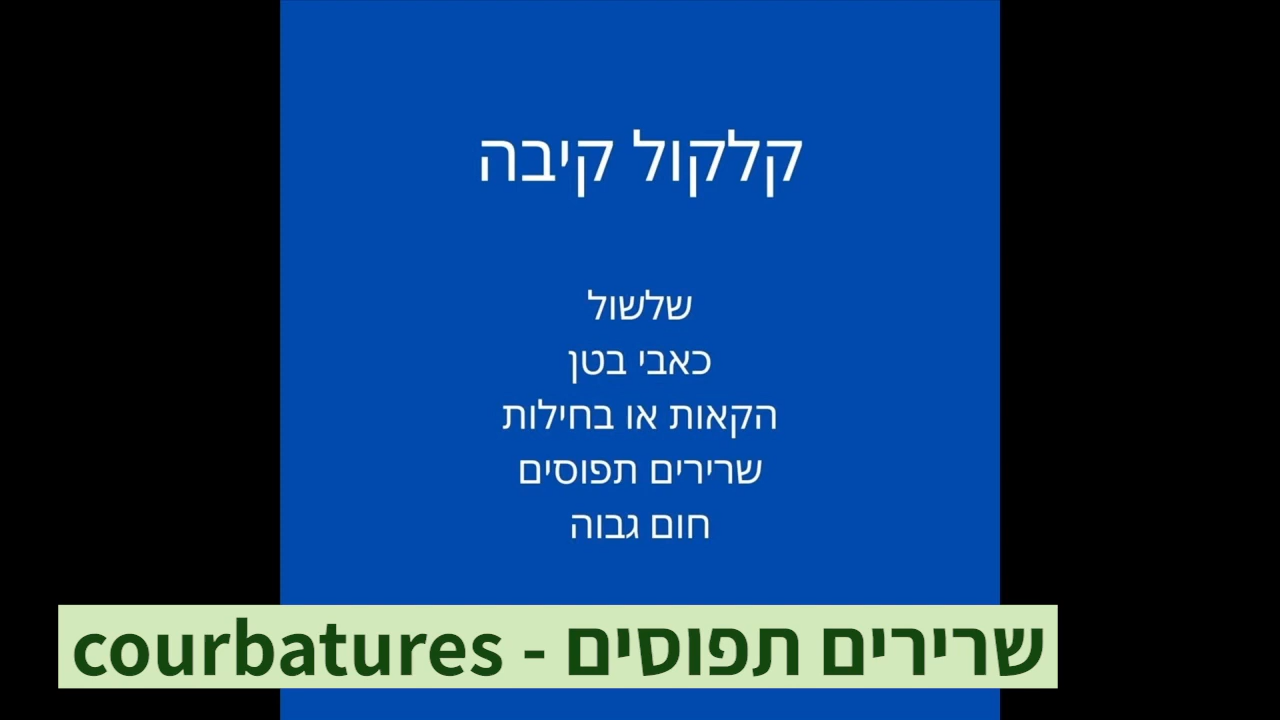 קלקול קיבה
שלשול
כאבי בטן
הקאות או בחילות
שרירים תפוסים
חום גבוה
שרירים תפוסים - courbatures